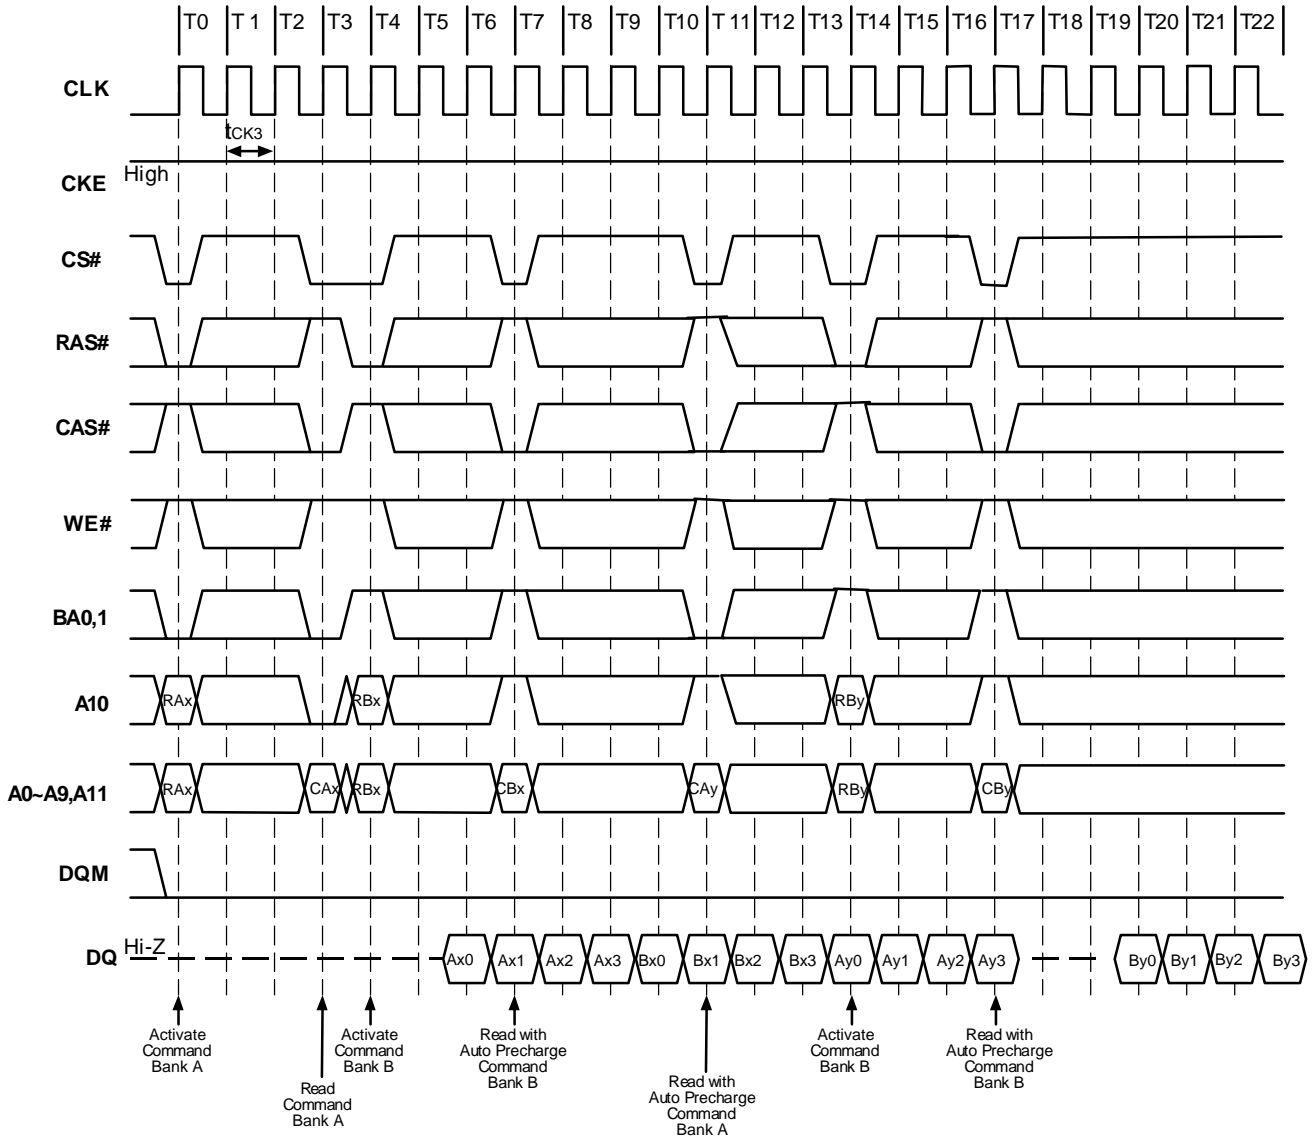 T0 T 1 T2 T3 T4 T5 T6 T7 T8 T9 T10 T 11 T12 T13 T14 T15 T16 T17 T18 T19 T20 T21 T22
CLK
tCK3
High
CKE
CS#
RAS#
CAS#
WE#
BA0,1
A10
RAx RBx RBy
A0~A9,A11
RAx CAx RBx CBx CAy RBy CBy
DQM
DQ Hi-Z Ax0 Ax1 Ax2 Ax3 Bx0 Bx1 Bx2 Bx3 Ay0 Ay1 Ay2 Ay3 By0 By1 By2 By3
Activate
Command
Bank A
Read
Command
Bank A
Activate
Command
Bank B
Read with
Auto Precharge
Command
Bank B
Read with
Auto Precharge
Command
Bank A
Activate
Command
Bank B
Read with
Auto Precharge
Command
Bank B